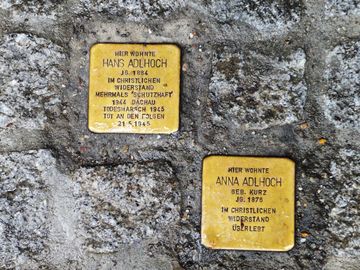 HIER WOHNTE
HANS ADLHOCH
JG. 1884
IM CHRISTLICHEN
WIDERSTAND
MEHRMALS 'SCHUTZHAFT'
1944 DACHAU
TODESMARSCH 1945
TOT AN DEN FOLGEN
21.5.1945
HIER WOHNTE
ANNA ADLHOCH
GEB. KURZ
JG. 1876
IM CHRISTLICHEN
WIDERSTAND
ÜBERLEBT